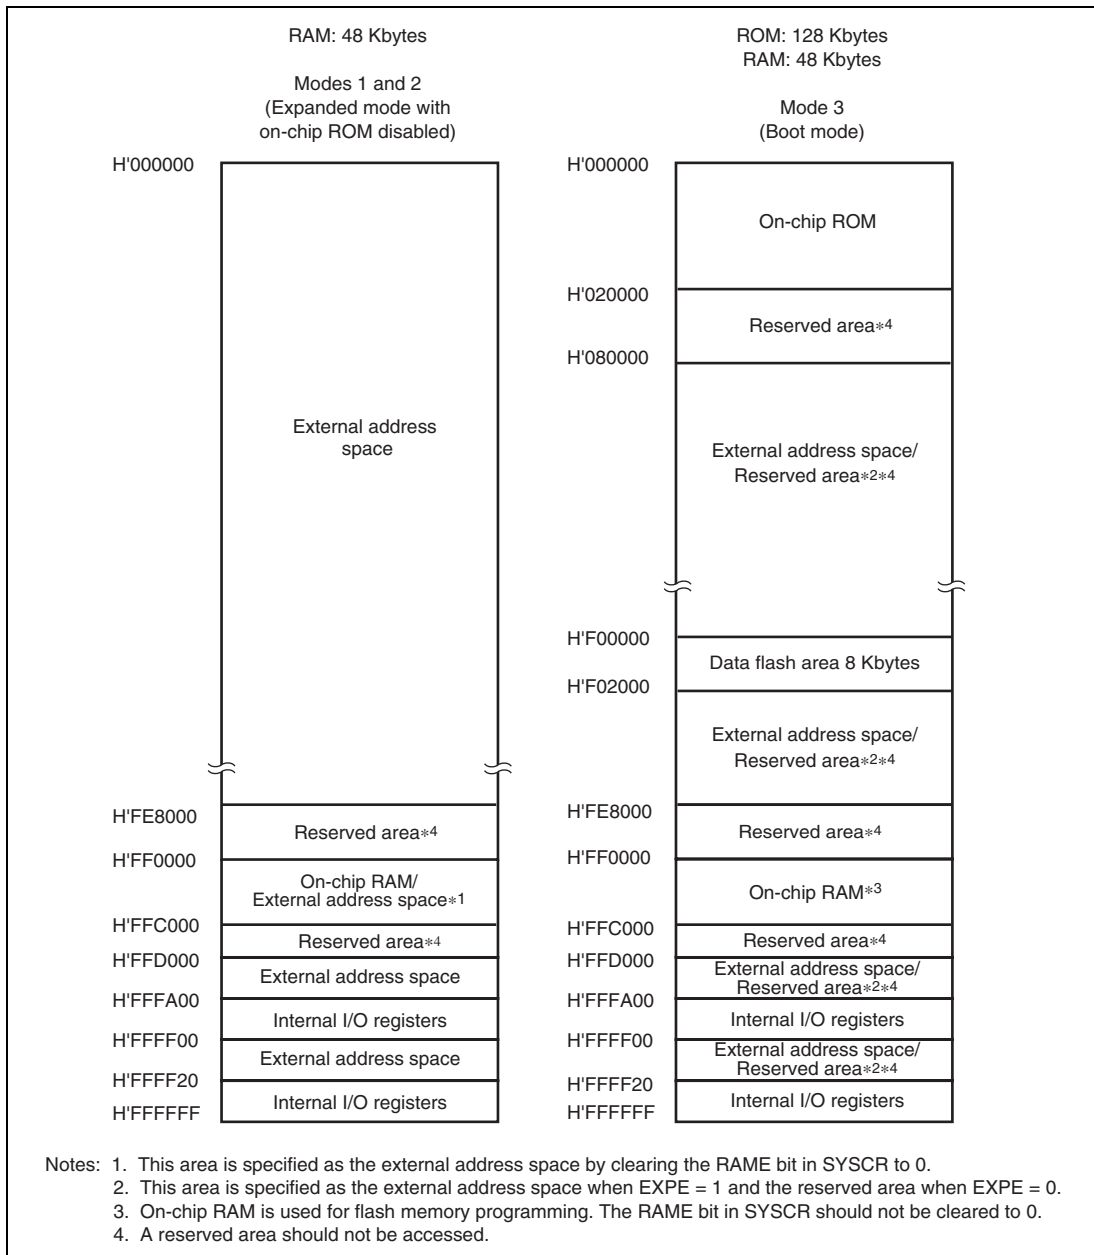 RAM: 48 Kbytes
Modes 1 and 2
(Expanded mode with
on-chip ROM disabled)
H'000000
External address
space
H'FE8000
Reserved area*4
H'FF0000
On-chip RAM/
External address space*1
H'FFC000
Reserved area*4
H'FFD000
External address space
H'FFFA00
Internal I/O registers
H'FFFF00
External address space
H'FFFF20
Internal I/O registers
H'FFFFFF
ROM: 128 Kbytes
RAM: 48 Kbytes
Mode 3
(Boot mode)
H'000000
On-chip ROM
H'020000
Reserved area*4
H'080000
External address space/
Reserved area*2*4
H'F00000
Data flash area 8 Kbytes
H'F02000
External address space/
Reserved area*2*4
H'FE8000
Reserved area*4
H'FF0000
On-chip RAM*3
H'FFC000
Reserved area*4
H'FFD000
External address space/
Reserved area*2*4
H'FFFA00
Internal I/O registers
H'FFFF00
External address space/
Reserved area*2*4
H'FFFF20
Internal I/O registers
H'FFFFFF
Notes: 1. This area is specified as the external address space by clearing the RAME bit in SYSCR to 0.
2. This area is specified as the external address space when EXPE = 1 and the reserved area when EXPE = 0.
3. On-chip RAM is used for flash memory programming. The RAME bit in SYSCR should not be cleared to 0.
4. A reserved area should not be accessed.